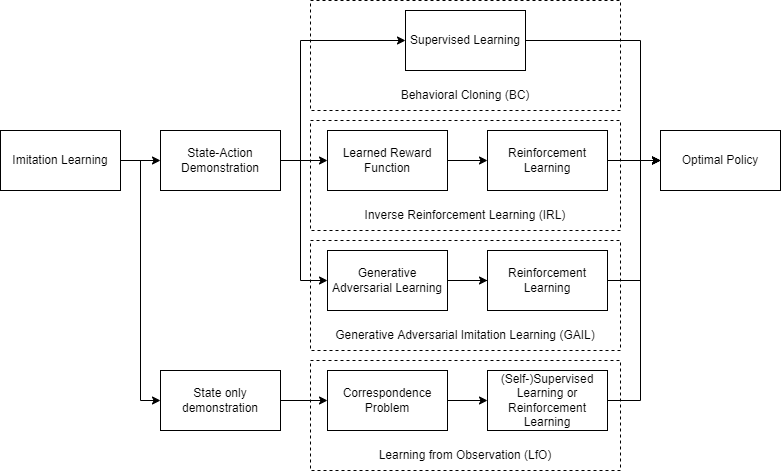 Supervised Learning
Behavioral Cloning (BC)
Imitation Learning
State-Action
Demonstration
Learned Reward
Function
Reinforcement
Learning
Optimal Policy
Inverse Reinforcement Learning (IRL)
Generative
Adversarial Learning
Reinforcement
Learning
Generative Adversarial Imitation Learning (GAIL)
State only
demonstration
Correspondence
Problem
(Self-)Supervised
Learning or
Reinforcement
Learning
Learning from Observation (LfO)